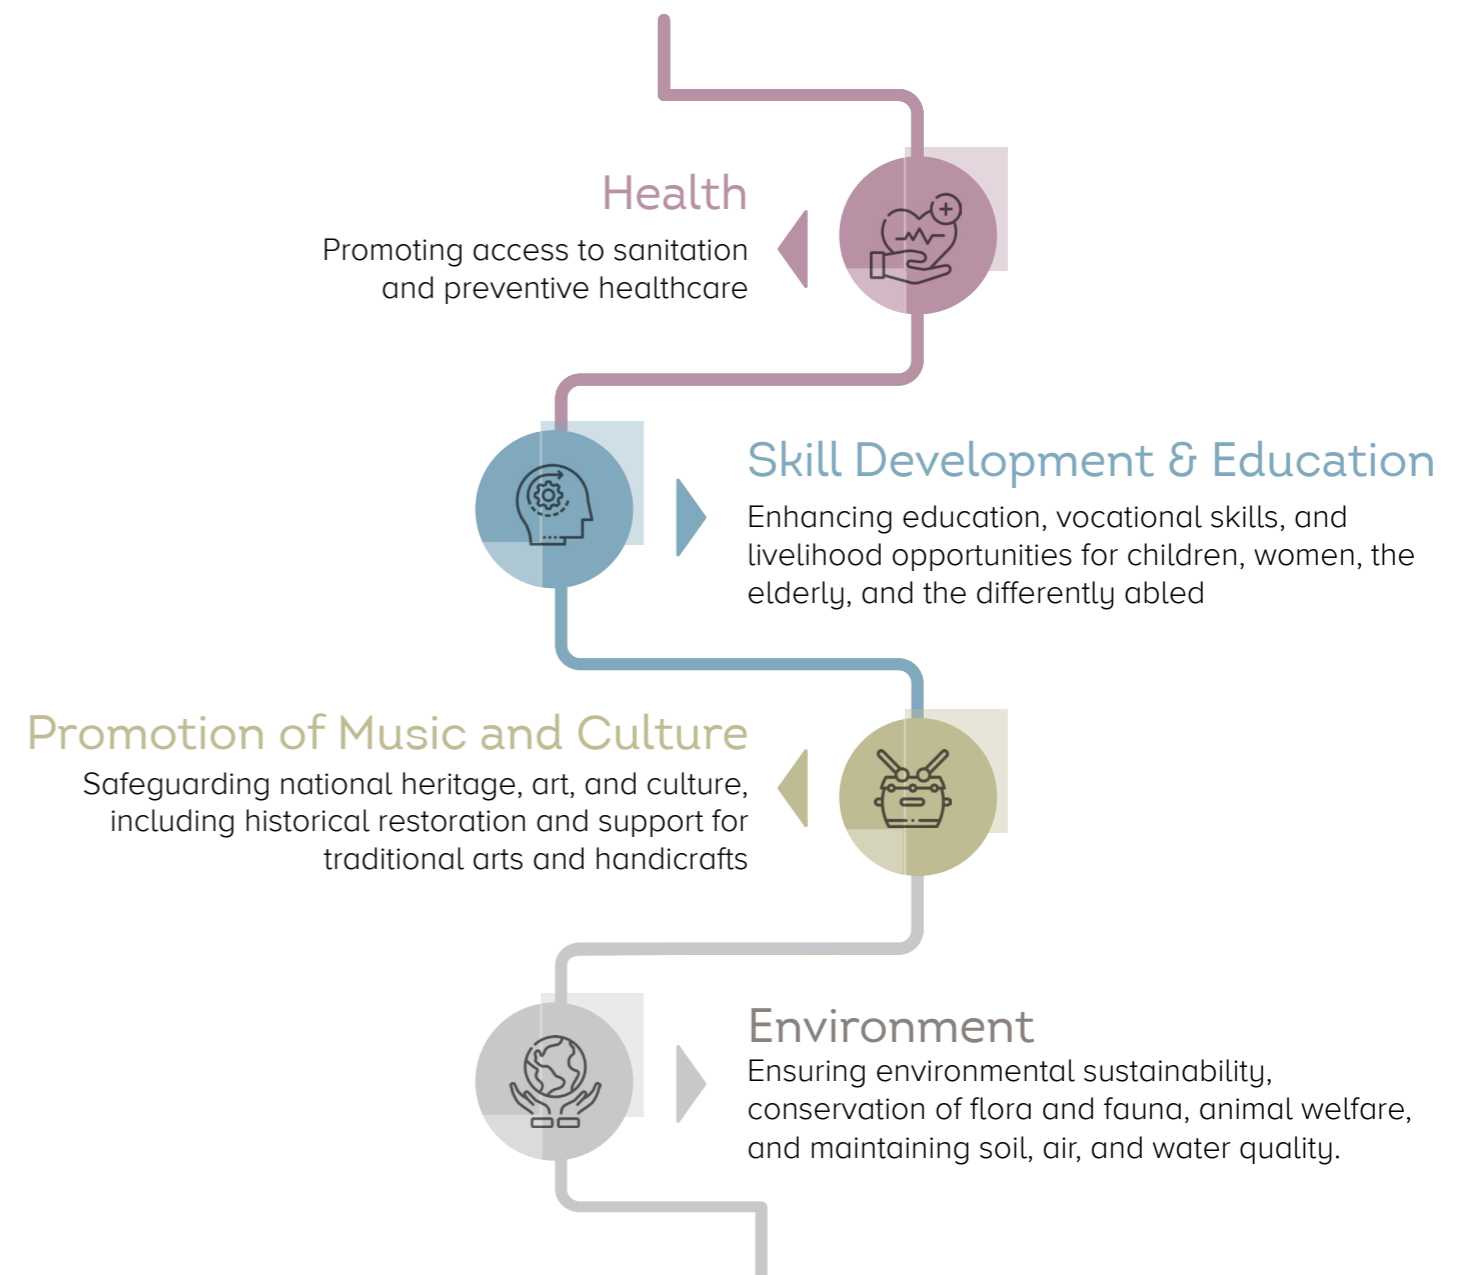 Health
Promoting access to sanitation
and preventive healthcare
Skill Development & Education
Enhancing education, vocational skills, and
livelihood opportunities for children, women, the
elderly, and the differently abled
Promotion of Music and Culture
Safeguarding national heritage, art, and culture,
including historical restoration and support for
traditional arts and handicrafts
Environment
Ensuring environmental sustainability,
conservation of flora and fauna, animal welfare,
and maintaining soil, air, and water quality.